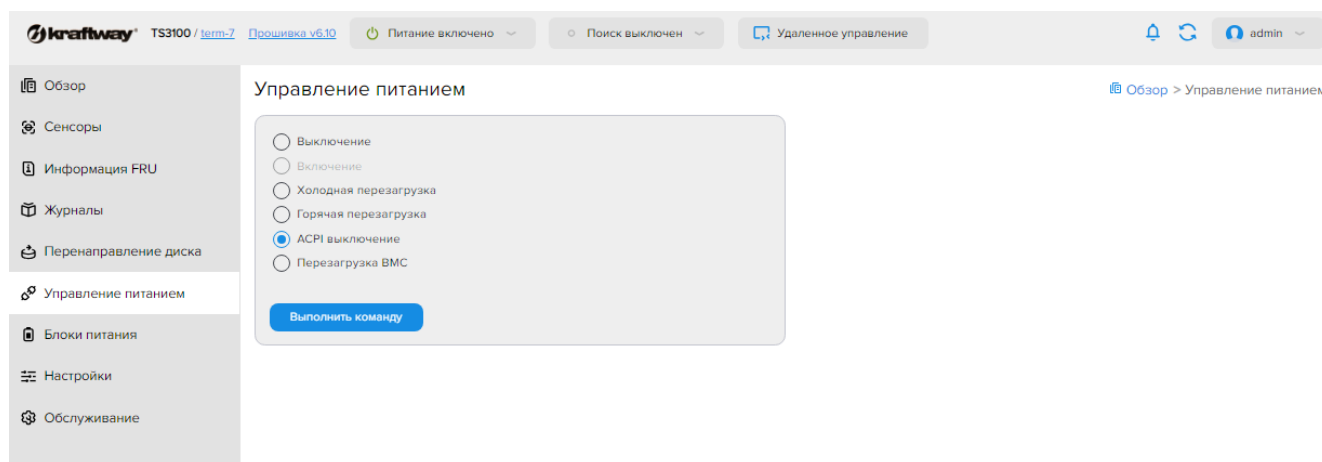 kraftway® TS3100 / term-7 Прошивка v6.10 Питание включено Поиск выключен Удаленное управление admin
Обзор
Сенсоры
Информация FRU
Журналы
Перенаправление диска
Управление питанием
Блоки питания
Настройки
Обслуживание
Управление питанием
Обзор > Управление питанием
Выключение
Включение
Холодная перезагрузка
Горячая перезагрузка
ACPI выключение
Перезагрузка BMC
Выполнить команду